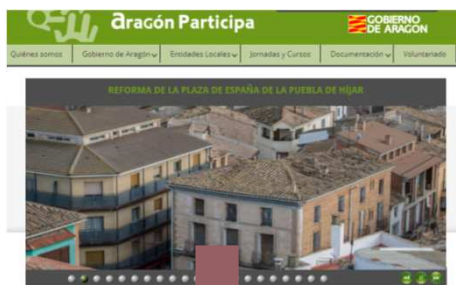 aragón Participa
GOBIERNO
DE ARAGON
Quiénes somos
Gobierno de Aragón
Entidades Locales
Jornadas y Cursos
Documentación
Voluntariado
REFORMA DE LA PLAZA DE ESPAÑA DE LA PUEBLA DE HÍJAR